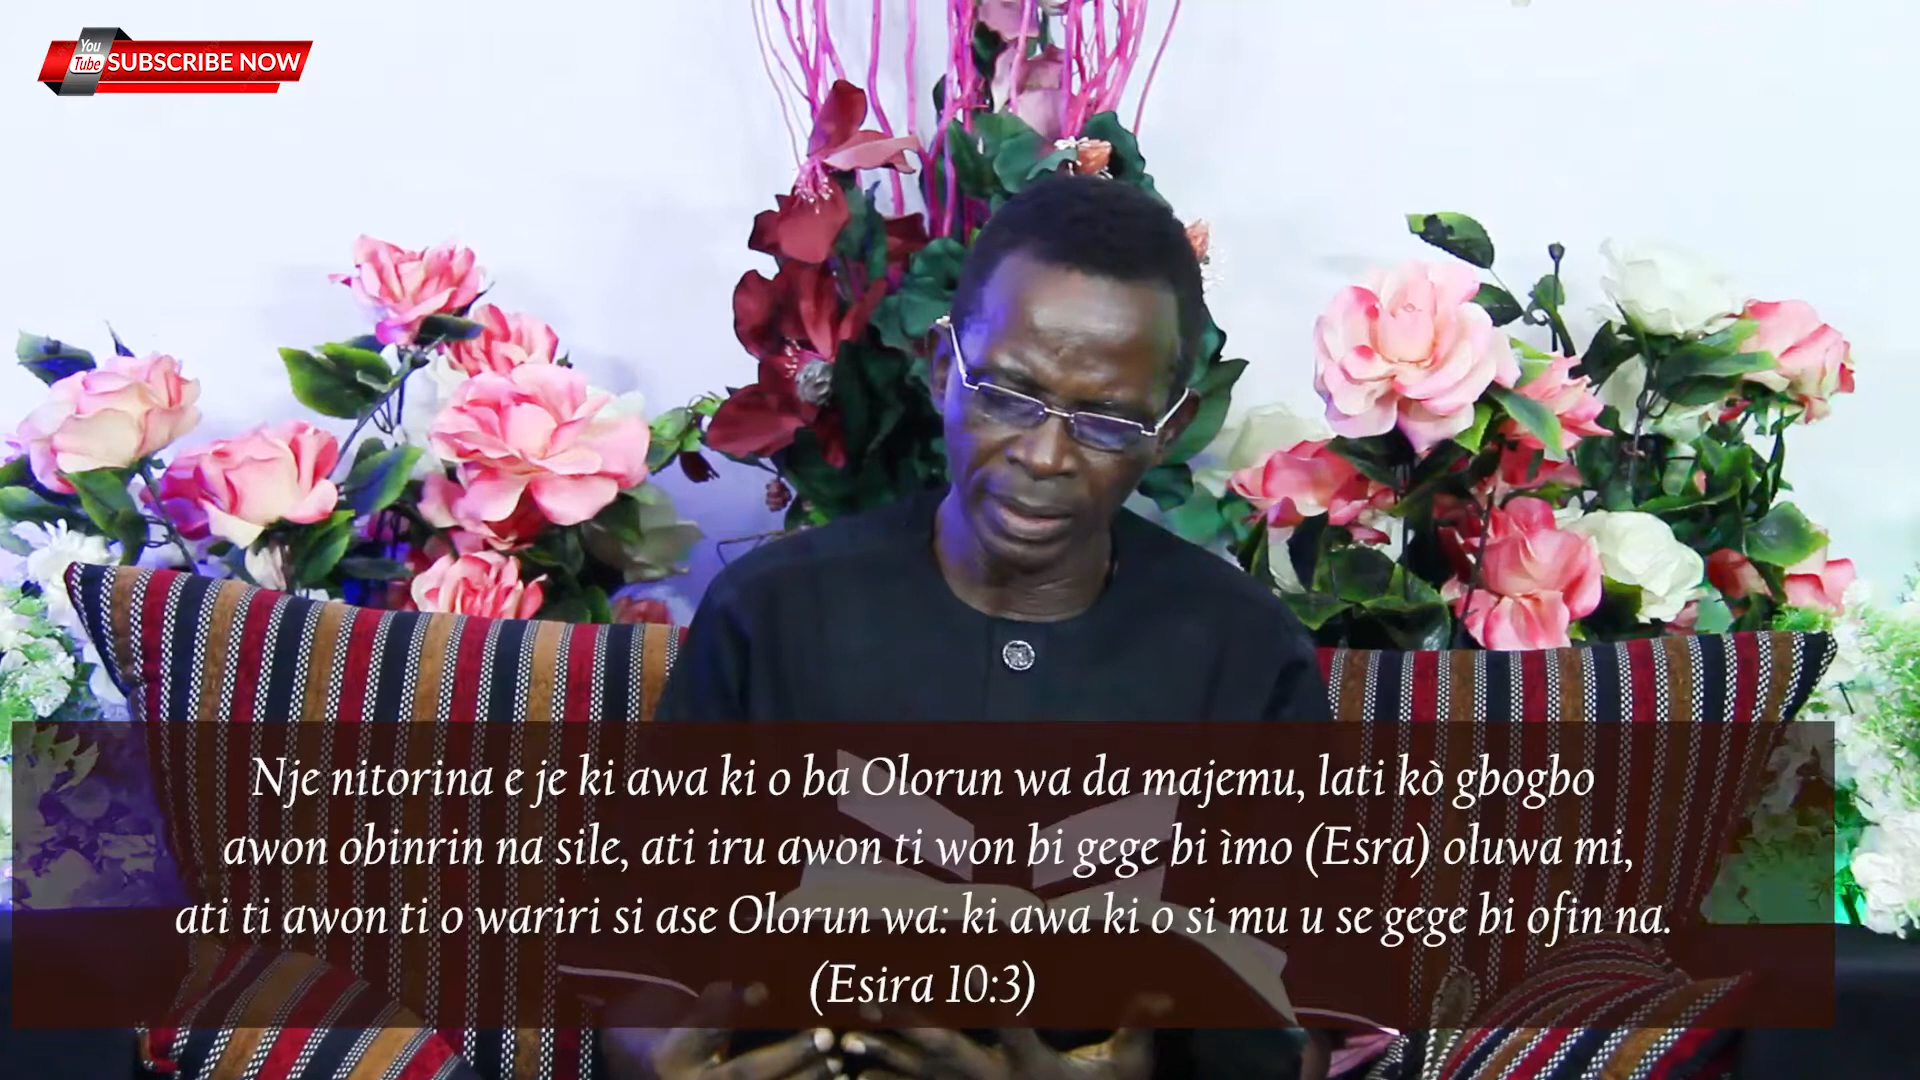 You
Tube
SUBSCRIBE NOW
Nje nitorina e je ki awa ki o ba Olorun wa da majemu, lati kò gbogbo
awon obinrin na sile, ati iru awon ti won bi gege bi ìmo (Esra) oluwa mi,
ati ti awon ti o wariri si ase Olorun wa: ki awa ki o si mu u se gege bi ofin na.
(Esira 10:3)